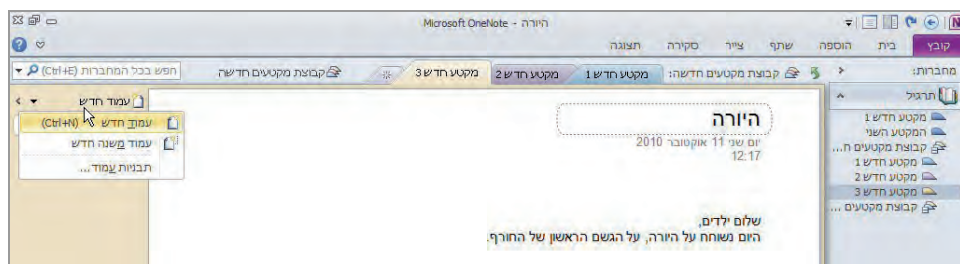 היורה - Microsoft OneNote
קובץ בית הוספה שתף צייר סקירה תצוגה
מחברות:
קבוצת מקטעים חדשה: מקטע חדש 1 מקטע חדש 2 מקטע חדש 3 קבוצת מקטעים חדשה
חפש בכל המחברות (Ctrl+E)
תרגיל
מקטע חדש 1
המקטע השני
קבוצת מקטעים ח...
מקטע חדש 1
מקטע חדש 2
מקטע חדש 3
קבוצת מקטעים ...
היורה
יום שני 11 אוקטובר 2010
12:17
שלום ילדים,
היום נשוחח על היורה, על הגשם הראשון של החורף.
עמוד חדש
עמוד חדש (Ctrl+N)
עמוד משנה חדש
תבניות עמוד...